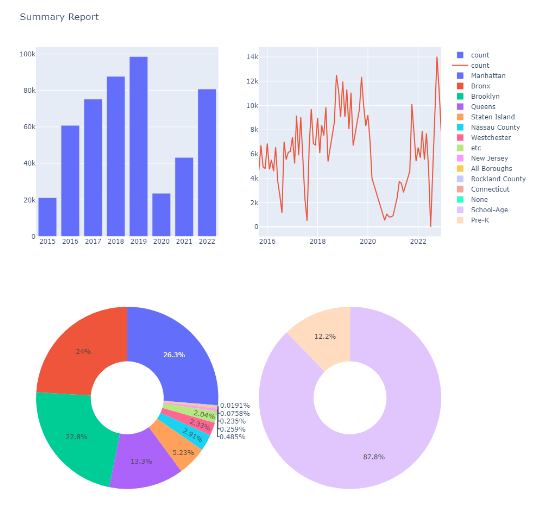 Summary Report
100k
80k
60k
40k
20k
0
2015 2016 2017 2018 2019 2020 2021 2022
14k
12k
10k
8k
6k
4k
2k
0
2016 2018 2020 2022
count
count
Manhattan
Bronx
Brooklyn
Queens
Staten Island
Nassau County
Westchester
etc
New Jersey
All Boroughs
Rockland County
Connecticut
None
School-Age
Pre-K
26.3%
24%
22.8%
13.3%
5.23%
2.91%
2.33%
2.04%
0.0191%
0.0758%
0.235%
0.259%
0.485%
12.2%
87.8%